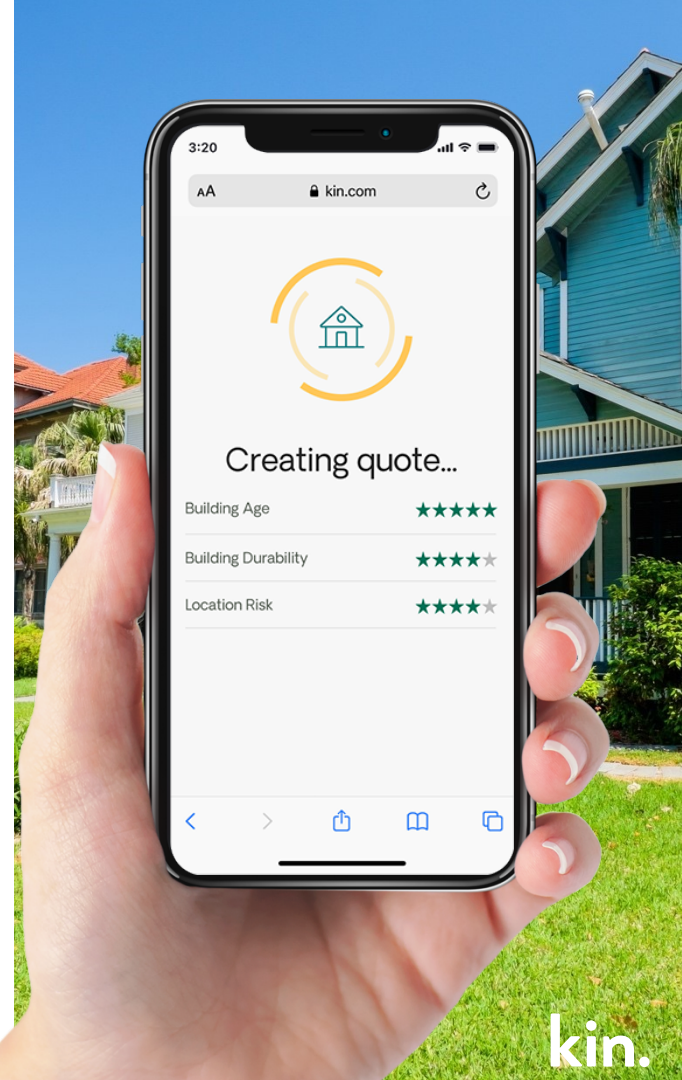 3:20
AA kin.com
Creating quote...
Building Age
Building Durability
Location Risk
kin.